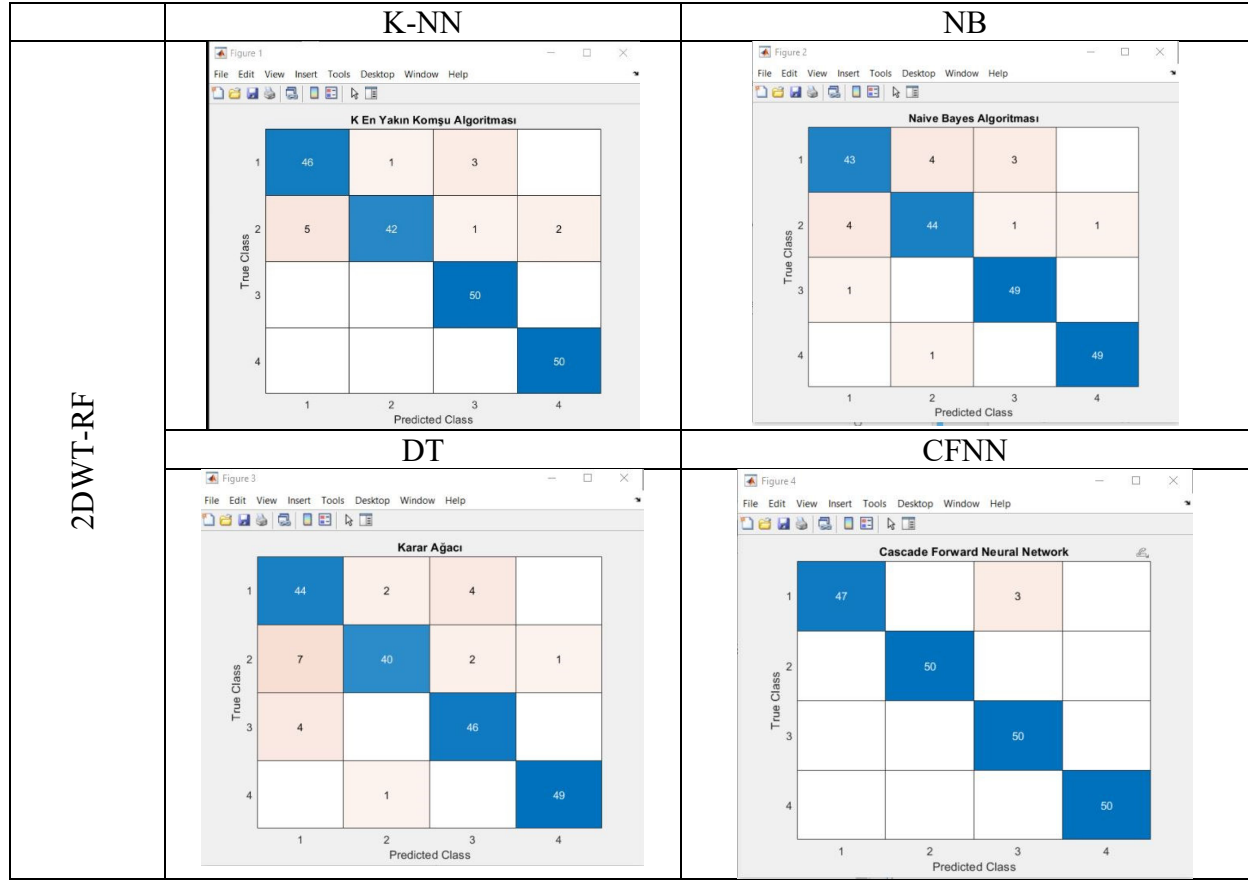 K-NN
NB
2DWT-RF
Figure 1
File Edit View Insert Tools Desktop Window Help
K En Yakın Komşu Algoritması
True Class
1 46 1 3
2 5 42 1 2
3 50
4 50
1 2 3 4
Predicted Class
Figure 2
File Edit View Insert Tools Desktop Window Help
Naive Bayes Algoritması
True Class
1 43 4 3
2 4 44 1 1
3 1 49
4 1 49
1 2 3 4
Predicted Class
DT
CFNN
Figure 3
File Edit View Insert Tools Desktop Window Help
Karar Ağacı
True Class
1 44 2 4
2 7 40 2 1
3 4 46
4 1 49
1 2 3 4
Predicted Class
Figure 4
File Edit View Insert Tools Desktop Window Help
Cascade Forward Neural Network
True Class
1 47 3
2 50
3 50
4 50
1 2 3 4
Predicted Class